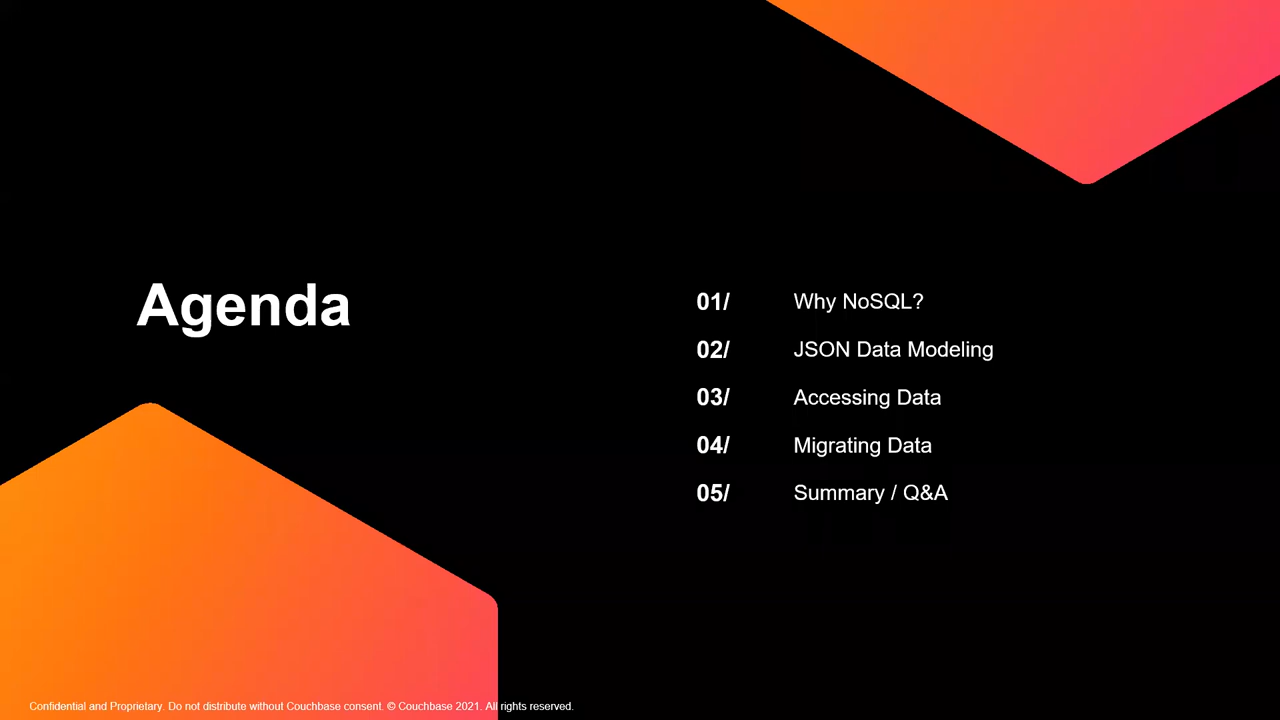 Agenda
01/ Why NoSQL?
02/ JSON Data Modeling
03/ Accessing Data
04/ Migrating Data
05/ Summary / Q&A
Confidential and Proprietary. Do not distribute without Couchbase consent. © Couchbase 2021. All rights reserved.